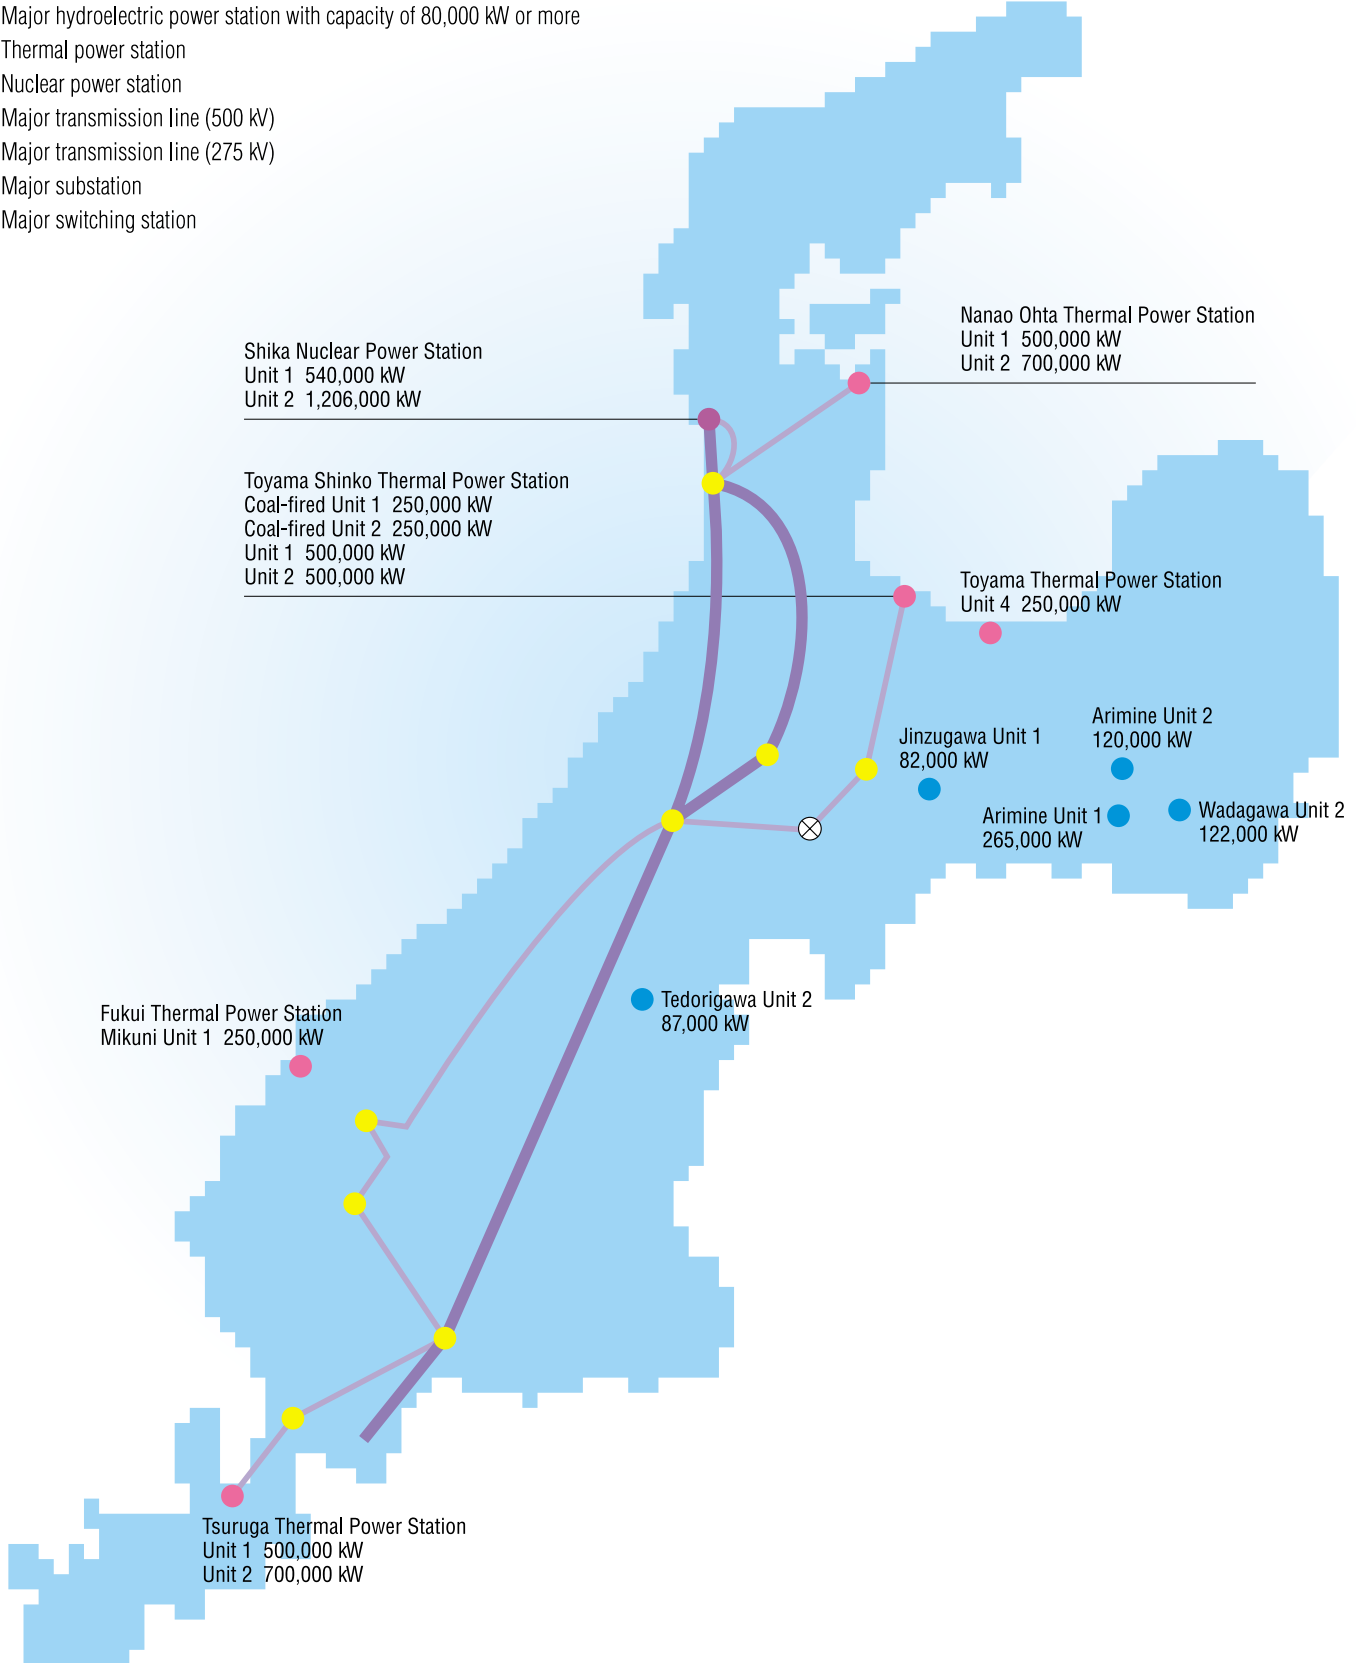 Major hydroelectric power station with capacity of 80,000 kW or more
Thermal power station
Nuclear power station
Major transmission line (500 kV)
Major transmission line (275 kV)
Major substation
Major switching station
Nanao Ohta Thermal Power Station
Unit 1 500,000 kW
Unit 2 700,000 kW
Shika Nuclear Power Station
Unit 1 540,000 kW
Unit 2 1,206,000 kW
Toyama Shinko Thermal Power Station
Coal-fired Unit 1 250,000 kW
Coal-fired Unit 2 250,000 kW
Unit 1 500,000 kW
Unit 2 500,000 kW
Toyama Thermal Power Station
Unit 4 250,000 kW
Arimine Unit 2
120,000 kW
Jinzugawa Unit 1
82,000 kW
Arimine Unit 1
265,000 kW
Wadagawa Unit 2
122,000 kW
Tedorigawa Unit 2
87,000 kW
Fukui Thermal Power Station
Mikuni Unit 1 250,000 kW
Tsuruga Thermal Power Station
Unit 1 500,000 kW
Unit 2 700,000 kW